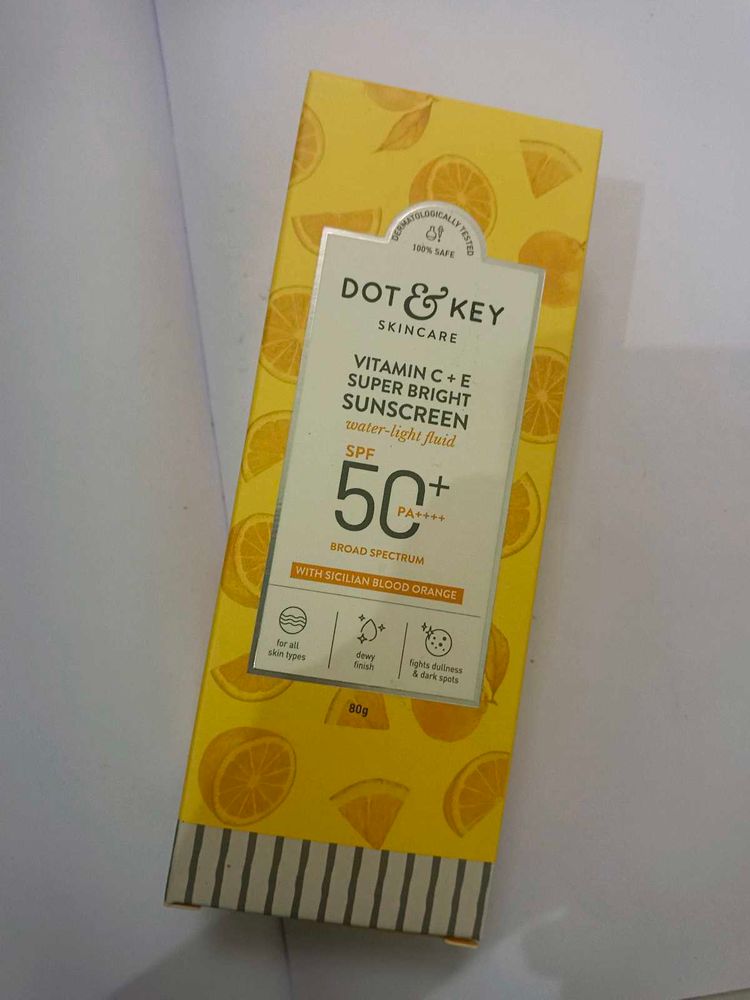 DERMATOLOGICALLY TESTED
100% SAFE
DOT & KEY
SKINCARE
VITAMIN C + E
SUPER BRIGHT
SUNSCREEN
water-light fluid
SPF
50+
PA++++
BROAD SPECTRUM
WITH SICILIAN BLOOD ORANGE
for all
skin types
dewy
finish
fights dullness
& dark spots
80g